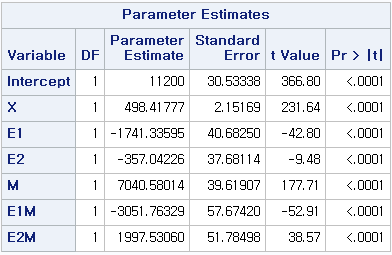 Parameter Estimates
Variable DF Parameter Estimate Standard Error t Value Pr > |t|
Intercept 1 11200 30.53338 366.80 <.0001
X 1 498.41777 2.15169 231.64 <.0001
E1 1 -1741.33595 40.68250 -42.80 <.0001
E2 1 -357.04226 37.68114 -9.48 <.0001
M 1 7040.58014 39.61907 177.71 <.0001
E1M 1 -3051.76329 57.67420 -52.91 <.0001
E2M 1 1997.53060 51.78498 38.57 <.0001